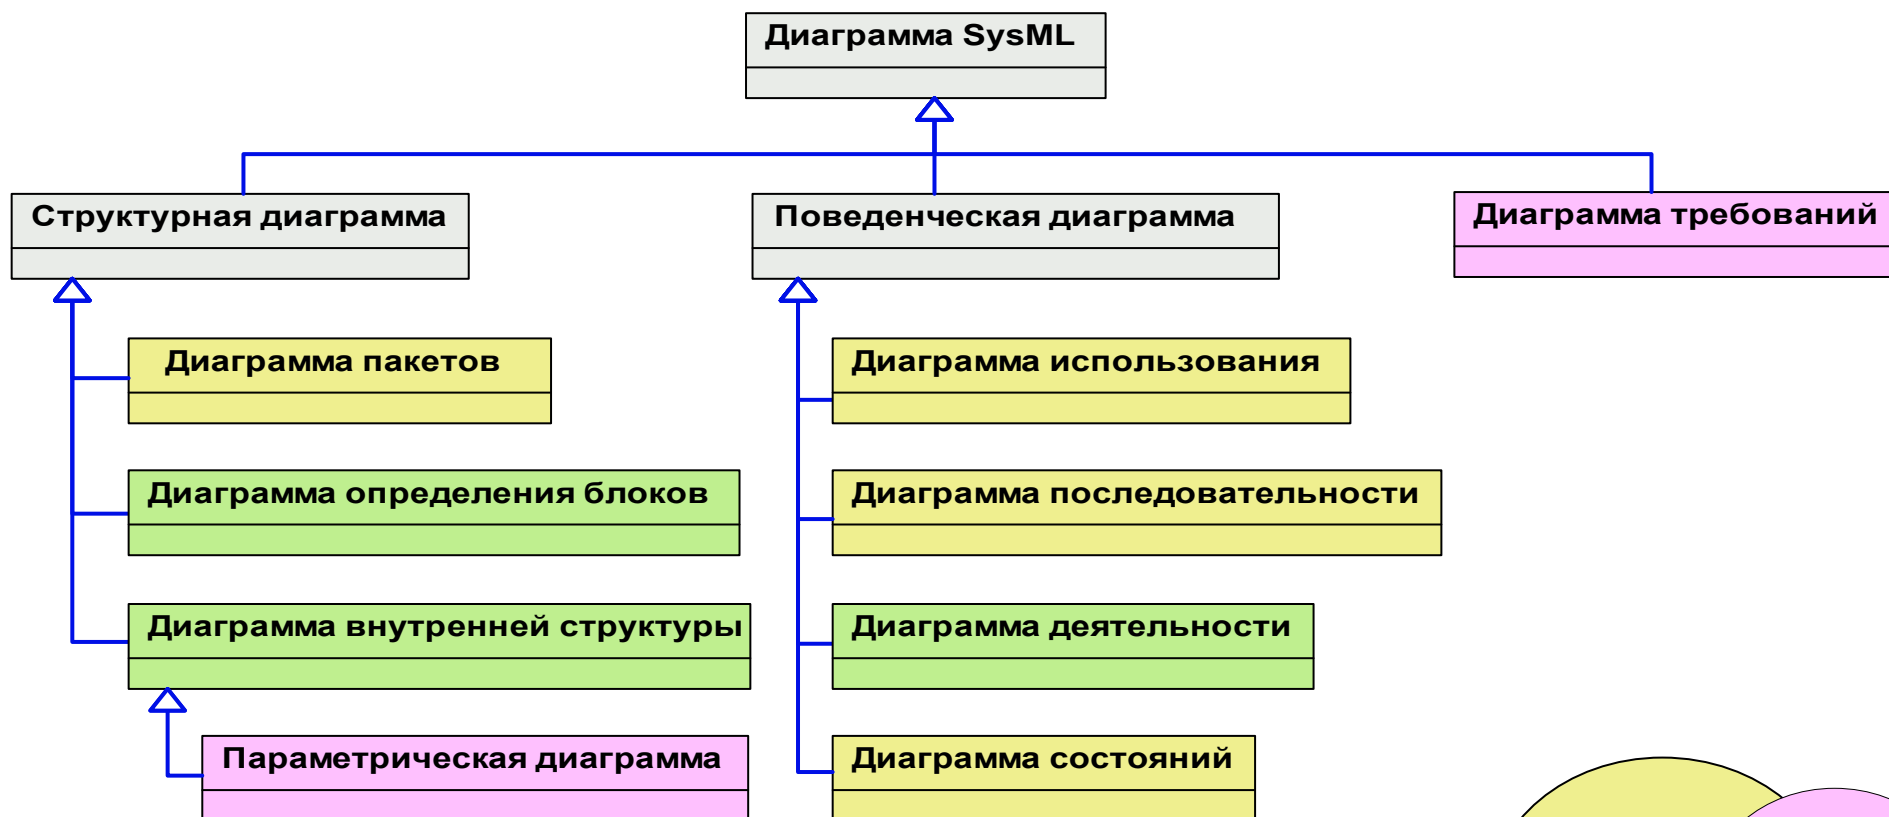 Диаграмма SysML
Структурная диаграмма
Поведенческая диаграмма
Диаграмма требований
Диаграмма пакетов
Диаграмма использования
Диаграмма определения блоков
Диаграмма последовательности
Диаграмма внутренней структуры
Диаграмма деятельности
Параметрическая диаграмма
Диаграмма состояний